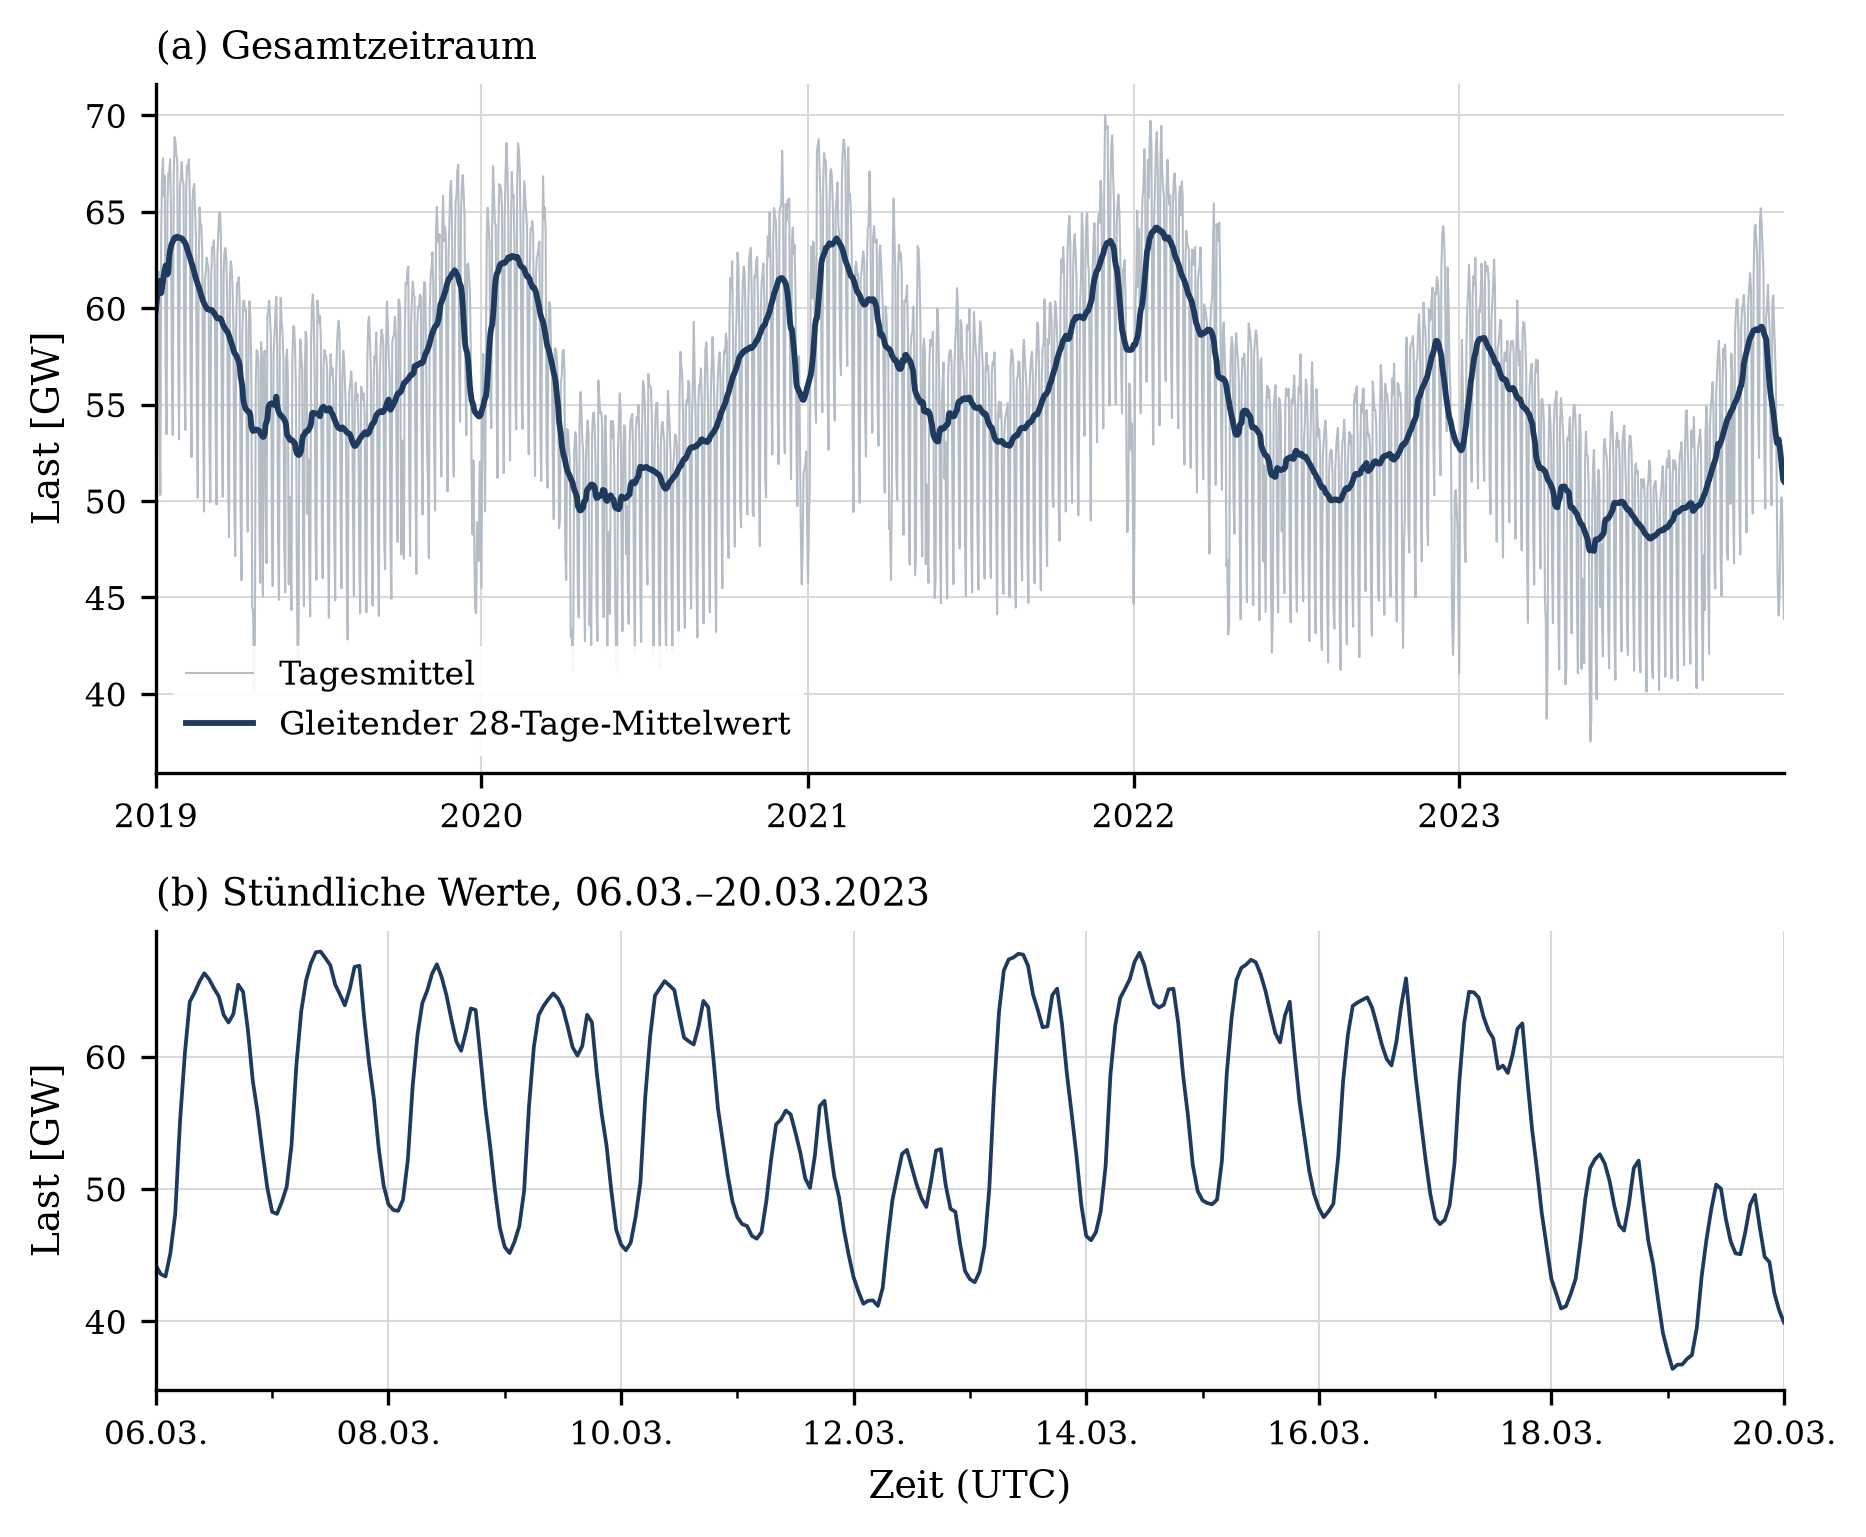 (a) Gesamtzeitraum
Last [GW]
70
65
60
55
50
45
40
Tagesmittel
Gleitender 28-Tage-Mittelwert
2019 2020 2021 2022 2023
(b) Stündliche Werte, 06.03.–20.03.2023
Last [GW]
60
50
40
06.03. 08.03. 10.03. 12.03. 14.03. 16.03. 18.03. 20.03.
Zeit (UTC)